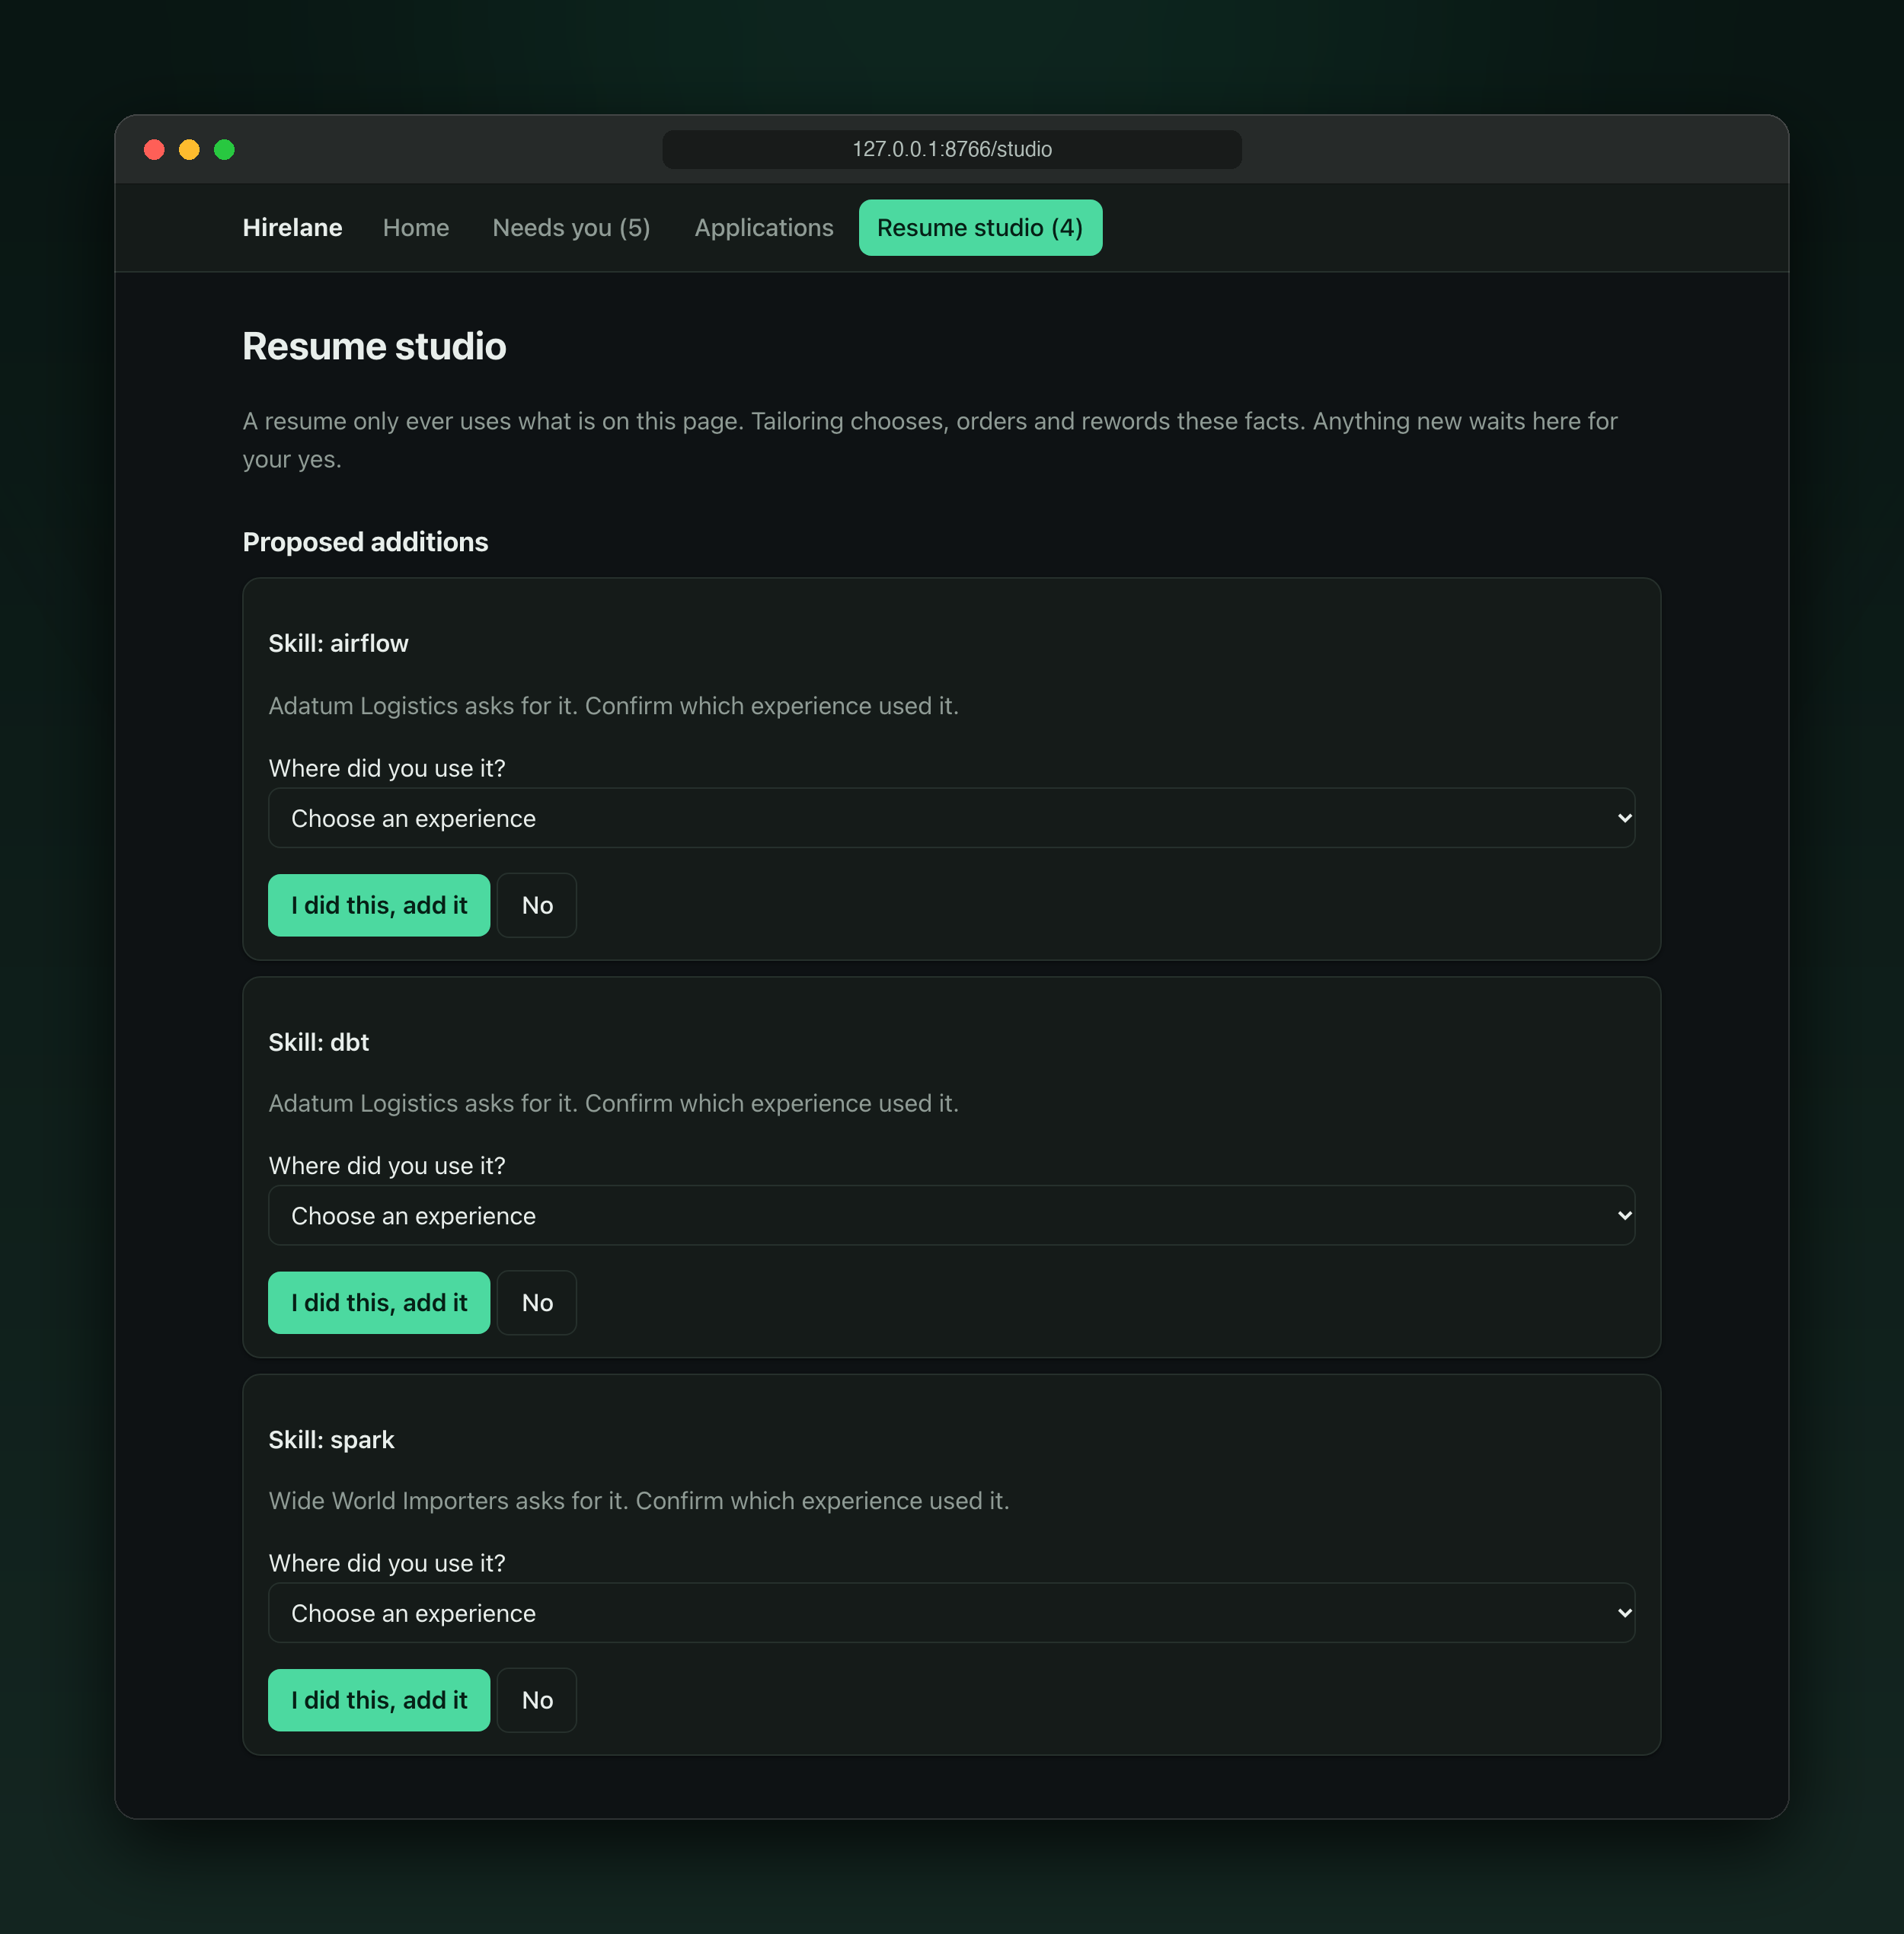 127.0.0.1:8766/studio
Hirelane Home Needs you (5) Applications Resume studio (4)
Resume studio
A resume only ever uses what is on this page. Tailoring chooses, orders and rewords these facts. Anything new waits here for
your yes.
Proposed additions
Skill: airflow
Adatum Logistics asks for it. Confirm which experience used it.
Where did you use it?
Choose an experience
I did this, add it No
Skill: dbt
Adatum Logistics asks for it. Confirm which experience used it.
Where did you use it?
Choose an experience
I did this, add it No
Skill: spark
Wide World Importers asks for it. Confirm which experience used it.
Where did you use it?
Choose an experience
I did this, add it No